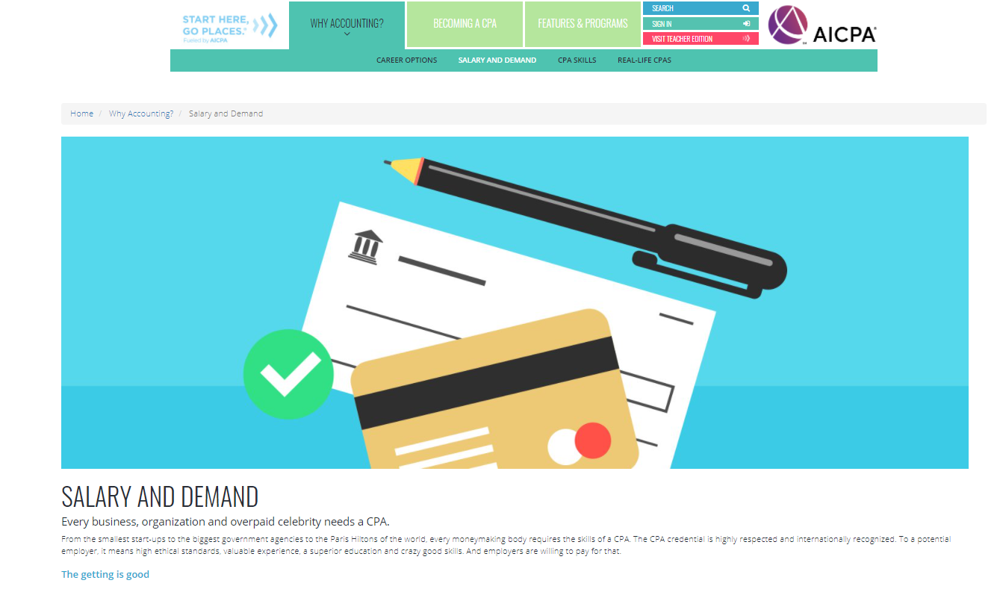 START HERE,
GO PLACES.®
Fueled by AICPA
WHY ACCOUNTING?
BECOMING A CPA
FEATURES & PROGRAMS
SEARCH
SIGN IN
VISIT TEACHER EDITION
AICPA
CAREER OPTIONS SALARY AND DEMAND CPA SKILLS REAL-LIFE CPAS
Home / Why Accounting? / Salary and Demand
SALARY AND DEMAND
Every business, organization and overpaid celebrity needs a CPA.
From the smallest start-ups to the biggest government agencies to the Paris Hiltons of the world, every moneymaking body requires the skills of a CPA. The CPA credential is highly respected and internationally recognized. To a potential
employer, it means high ethical standards, valuable experience, a superior education and crazy good skills. And employers are willing to pay for that.
The getting is good